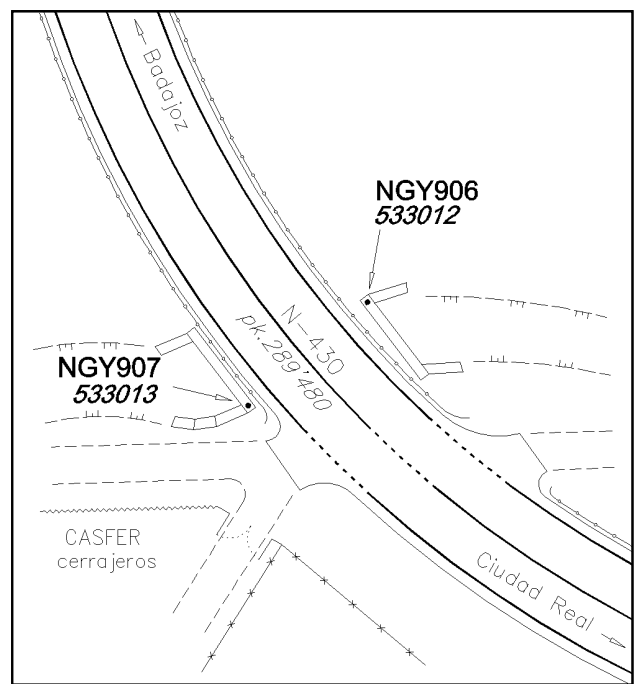 Badajoz
NGY906
533012
N-430
pk.289'480
NGY907
533013
CASFER
cerrajeros
Ciudad Real